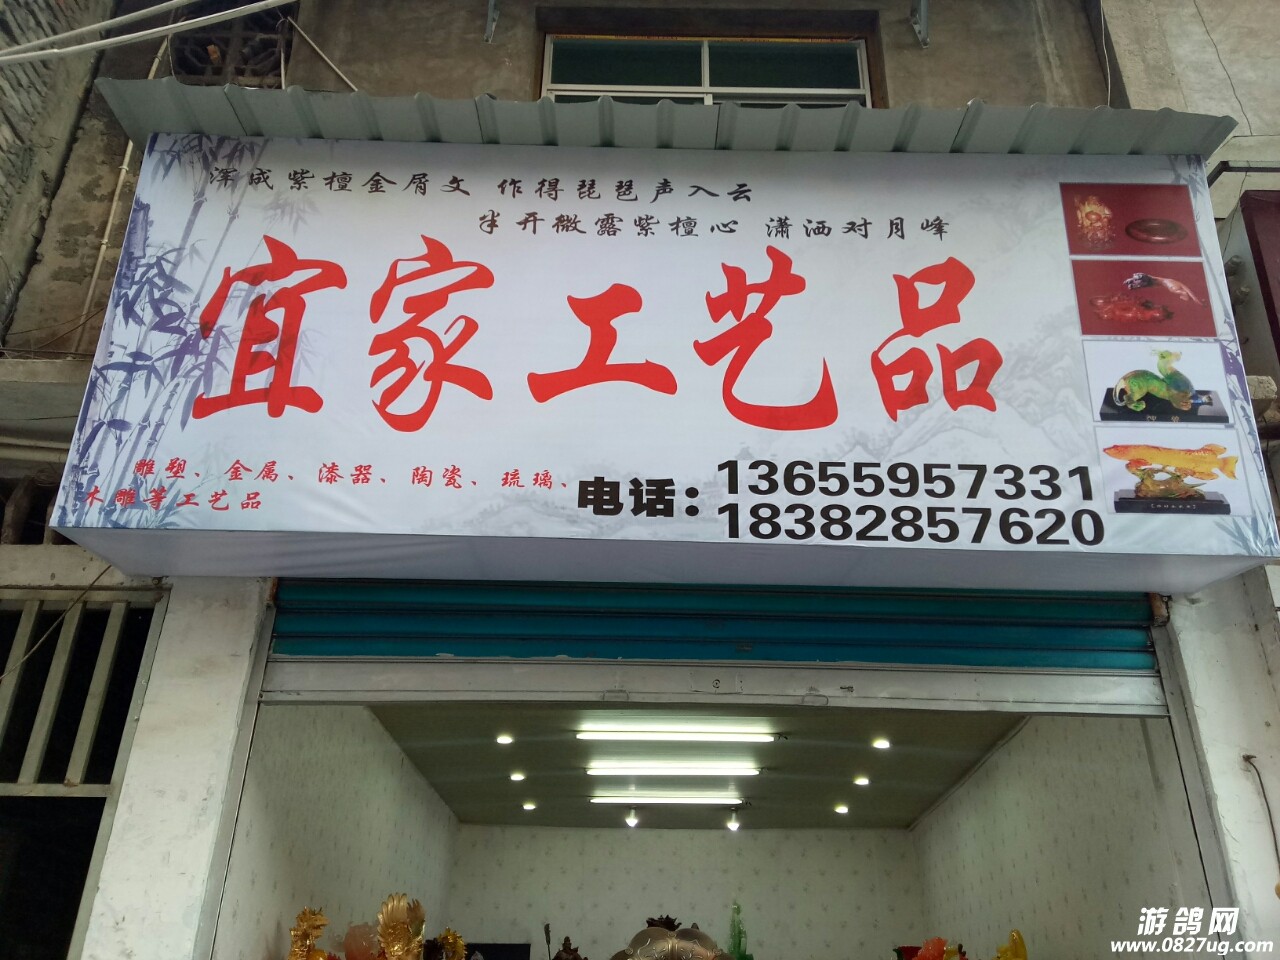 浑成紫檀金屑文 作得琵琶声入云
半开微露紫檀心 潇洒对月峰
宜家工艺品
雕塑、金属、漆器、陶瓷、琉璃、
木雕等工艺品
电话：13655957331
18382857620
游鸽网
www.0827ug.com